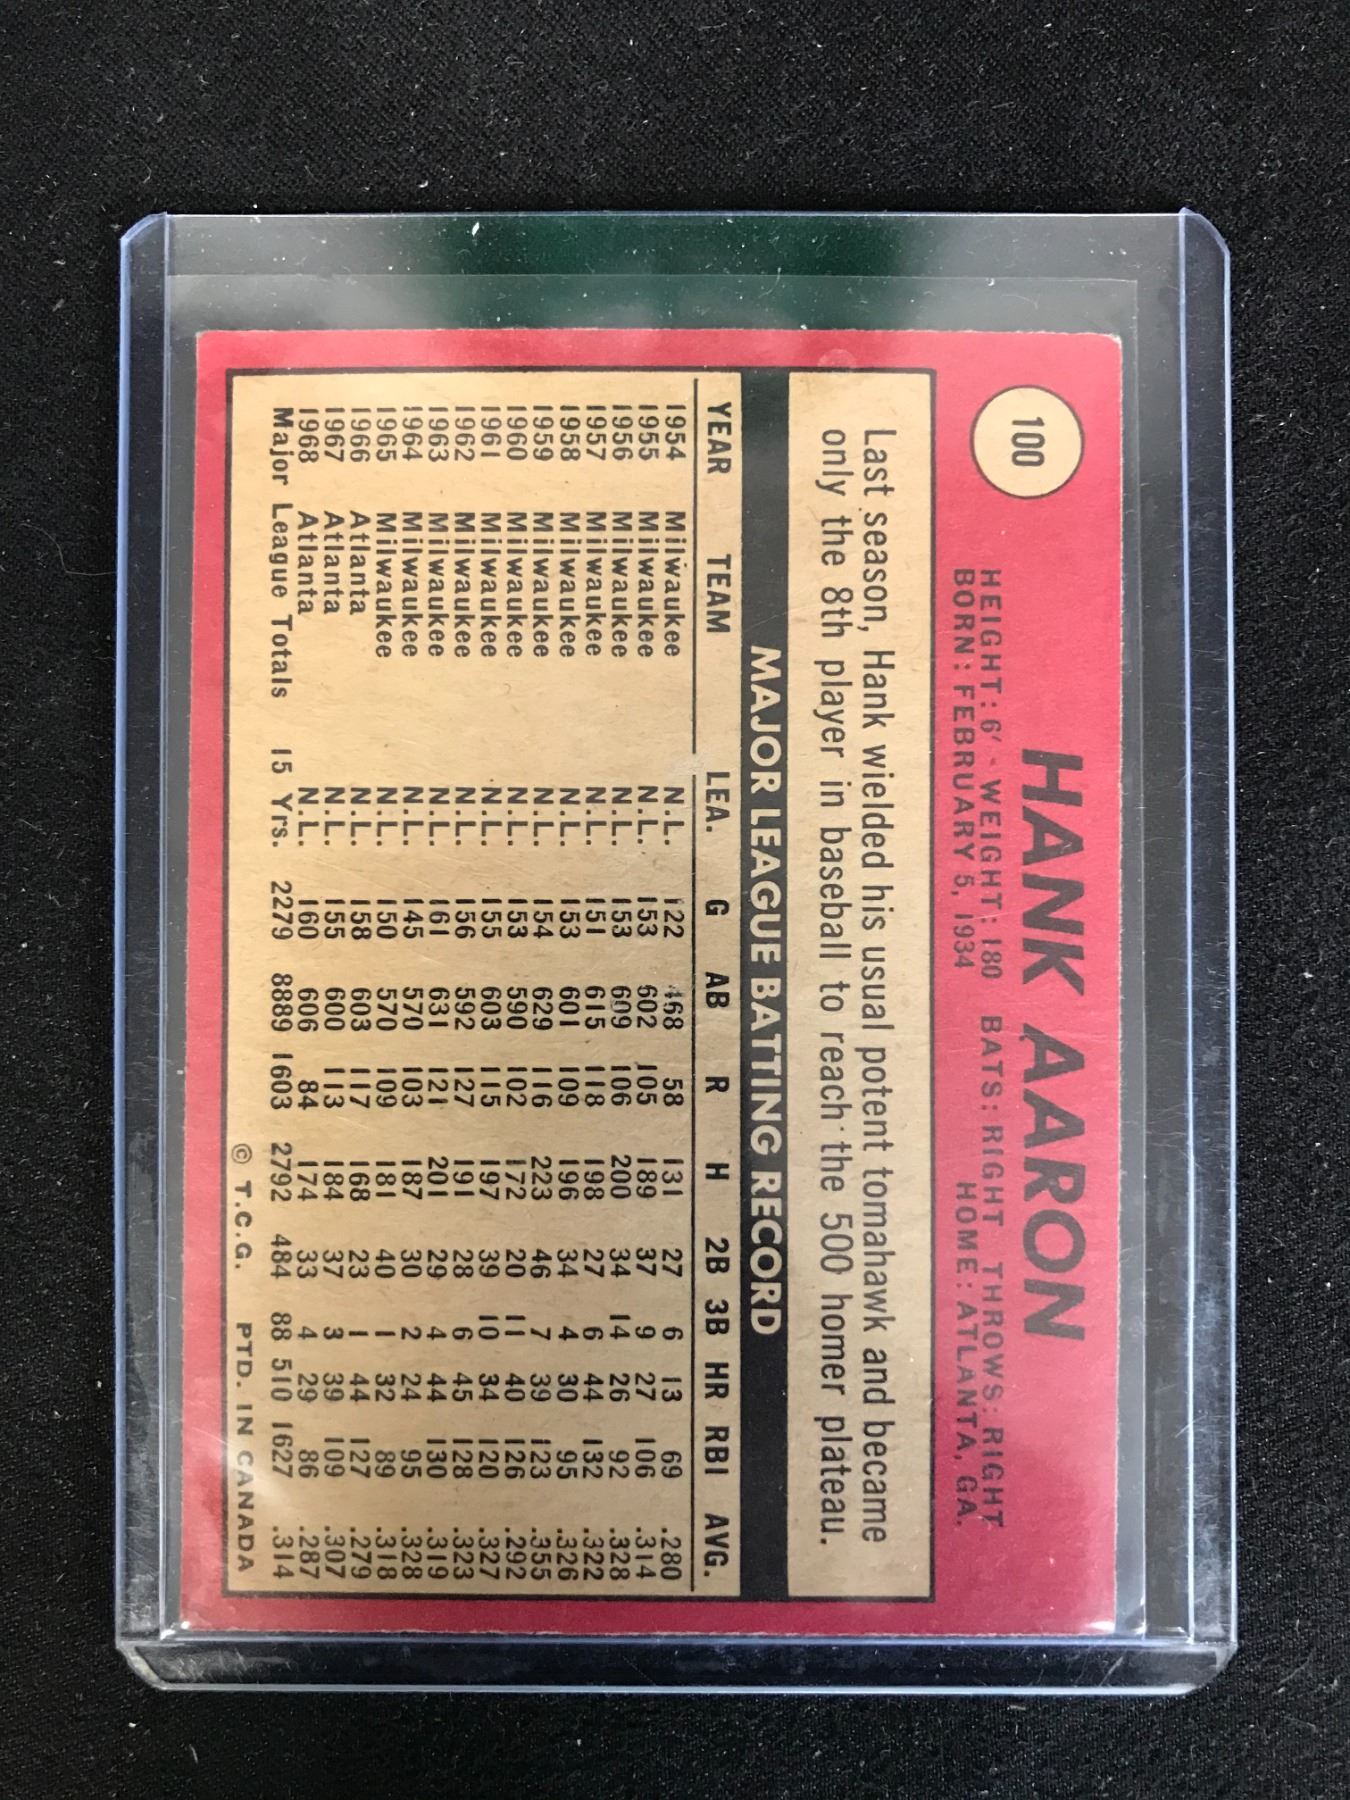 100
HANK AARON
HEIGHT: 6' - WEIGHT: 180 BATS: RIGHT THROWS: RIGHT
BORN: FEBRUARY 5, 1934 HOME: ATLANTA, GA.
Last season, Hank wielded his usual potent tomahawk and became
only the 8th player in baseball to reach the 500 homer plateau.
MAJOR LEAGUE BATTING RECORD
YEAR TEAM LEA. G AB R H 2B 3B HR RBI AVG.
1954 Milwaukee N.L. 122 468 58 131 27 6 13 69 .280
1955 Milwaukee N.L. 153 602 105 189 37 9 27 106 .314
1956 Milwaukee N.L. 153 609 106 200 34 14 26 92 .328
1957 Milwaukee N.L. 151 615 118 198 27 6 44 132 .322
1958 Milwaukee N.L. 153 601 109 196 34 4 30 95 .326
1959 Milwaukee N.L. 154 629 116 223 46 7 39 123 .355
1960 Milwaukee N.L. 153 590 102 172 20 11 40 126 .292
1961 Milwaukee N.L. 155 603 115 197 39 10 34 120 .327
1962 Milwaukee N.L. 156 592 127 191 28 6 45 128 .323
1963 Milwaukee N.L. 161 631 121 201 29 4 44 130 .319
1964 Milwaukee N.L. 145 570 103 187 30 2 24 95 .328
1965 Milwaukee N.L. 150 570 109 181 40 1 32 89 .318
1966 Atlanta N.L. 158 603 117 168 23 1 44 127 .279
1967 Atlanta N.L. 155 600 113 184 37 3 39 109 .307
1968 Atlanta N.L. 160 606 84 174 33 4 29 86 .287
Major League Totals 15 Yrs. 2279 8889 1603 2792 484 88 510 1627 .314
© T.C.G. PTD. IN CANADA